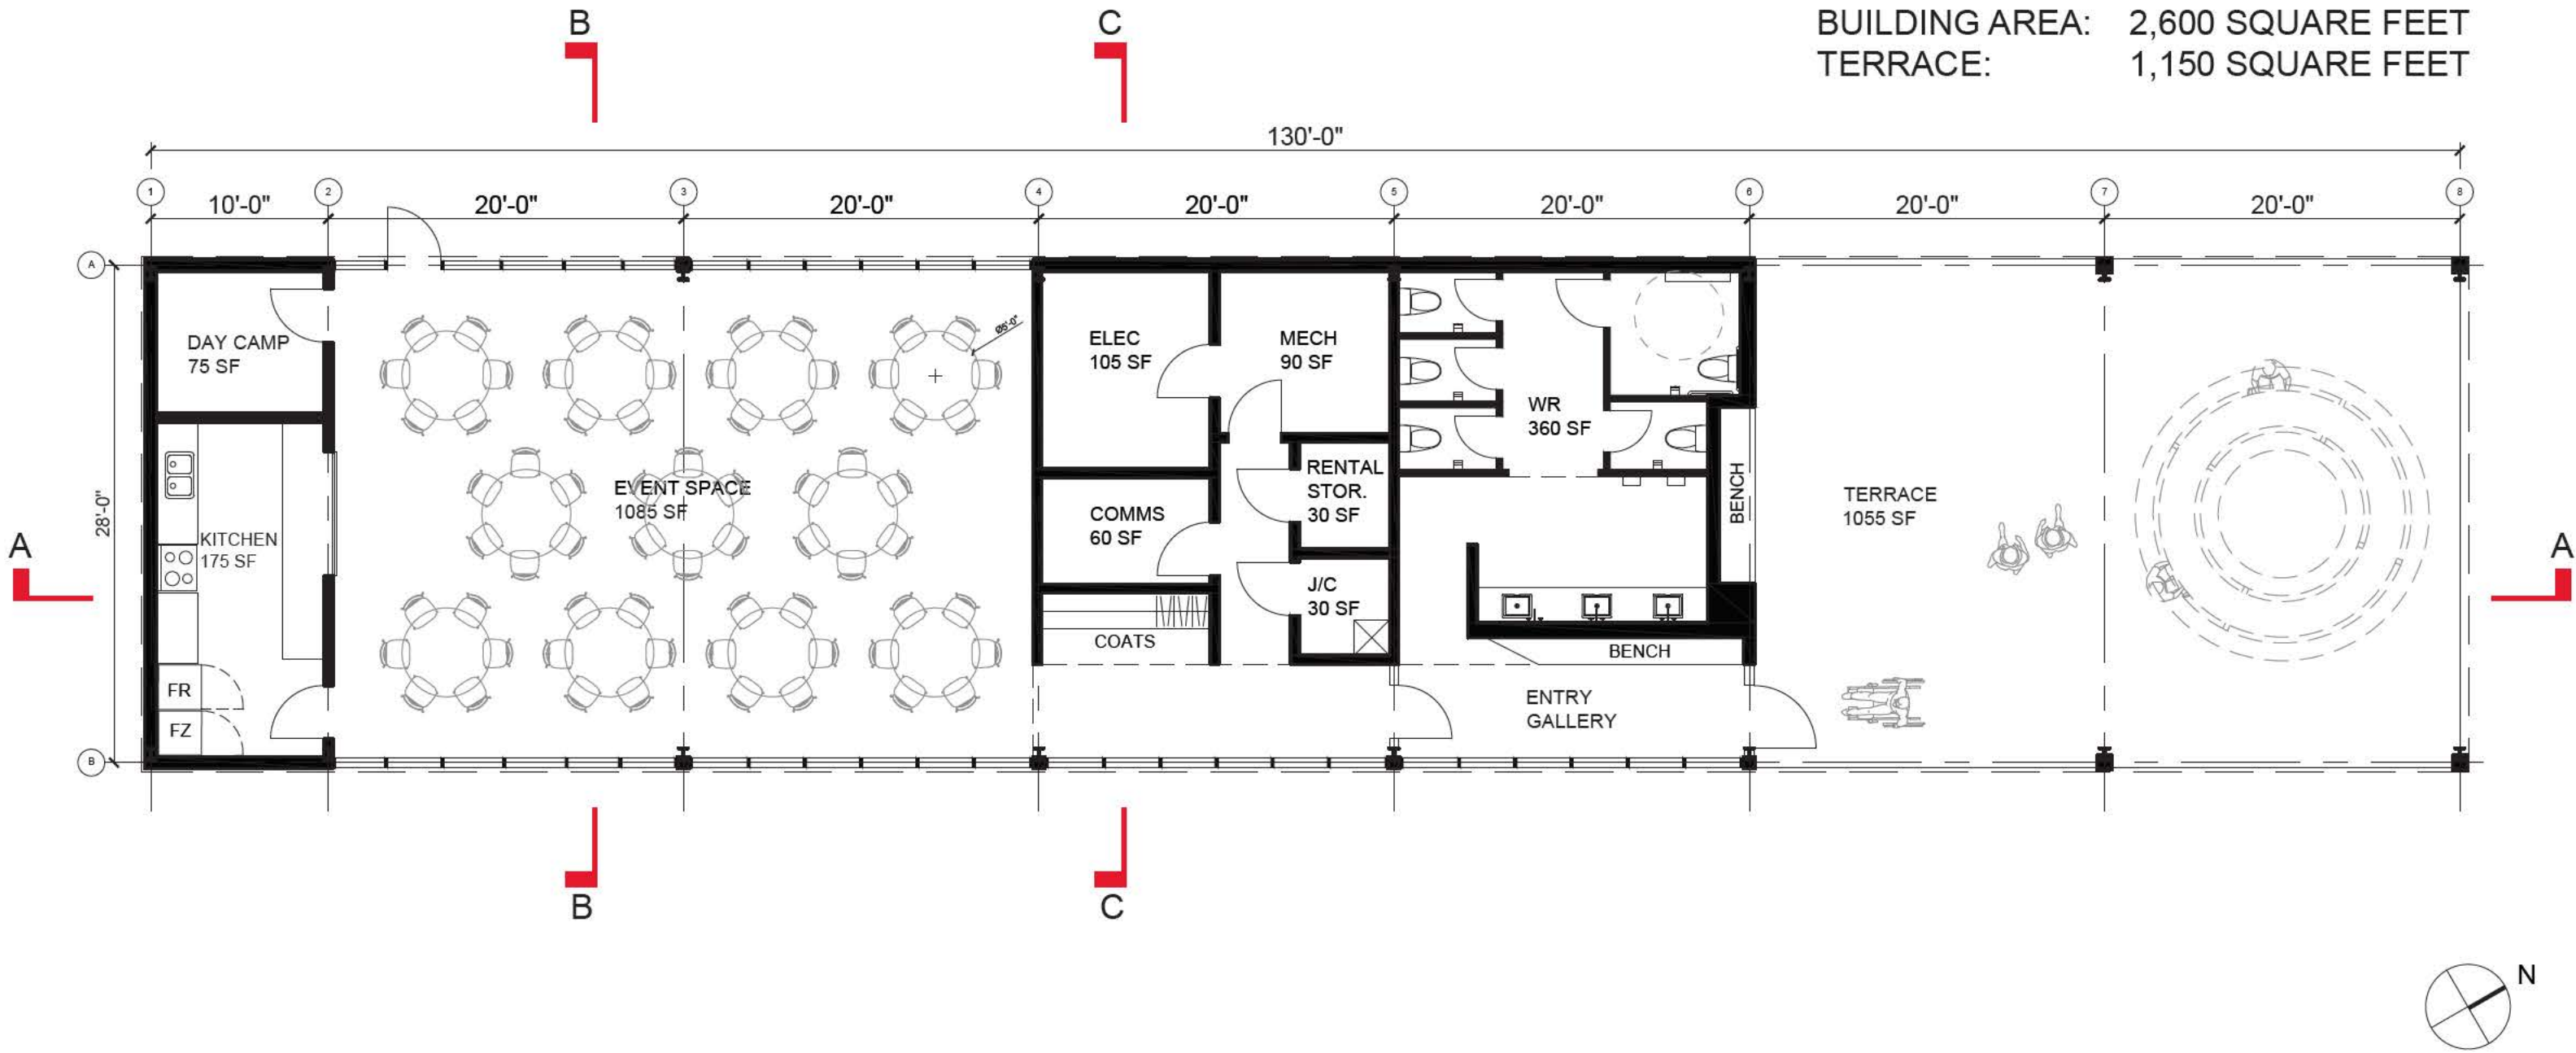 B
C
BUILDING AREA: 2,600 SQUARE FEET
TERRACE: 1,150 SQUARE FEET
130'-0"
1
2
3
4
5
6
7
8
10'-0"
20'-0"
20'-0"
20'-0"
20'-0"
20'-0"
20'-0"
A
28'-0"
B
A
A
DAY CAMP
75 SF
KITCHEN
175 SF
FR
FZ
EVENT SPACE
1085 SF
ELEC
105 SF
MECH
90 SF
COMMS
60 SF
RENTAL
STOR.
30 SF
J/C
30 SF
COATS
WR
360 SF
BENCH
BENCH
ENTRY
GALLERY
TERRACE
1055 SF
B
C
N